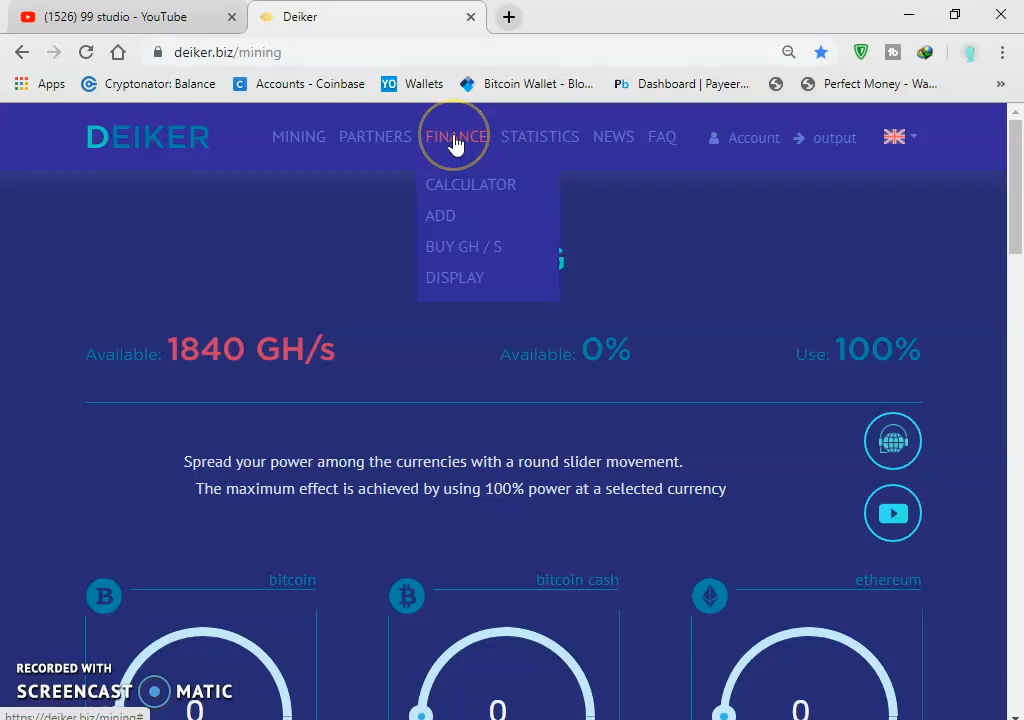 (1526) 99 studio - YouTube
Deiker
deiker.biz/mining
Apps
Cryptonator: Balance
Accounts - Coinbase
Wallets
Bitcoin Wallet - Blo...
Dashboard | Payeer...
Perfect Money - Wa...
DEIKER
MINING PARTNERS FINANCE STATISTICS NEWS FAQ Account output
CALCULATOR
ADD
BUY GH / S
DISPLAY
Available: 1840 GH/s
Available: 0%
Use: 100%
Spread your power among the currencies with a round slider movement.
The maximum effect is achieved by using 100% power at a selected currency
bitcoin
bitcoin cash
ethereum
0
0
0
RECORDED WITH
SCREENCAST MATIC
https://deiker.biz/mining#